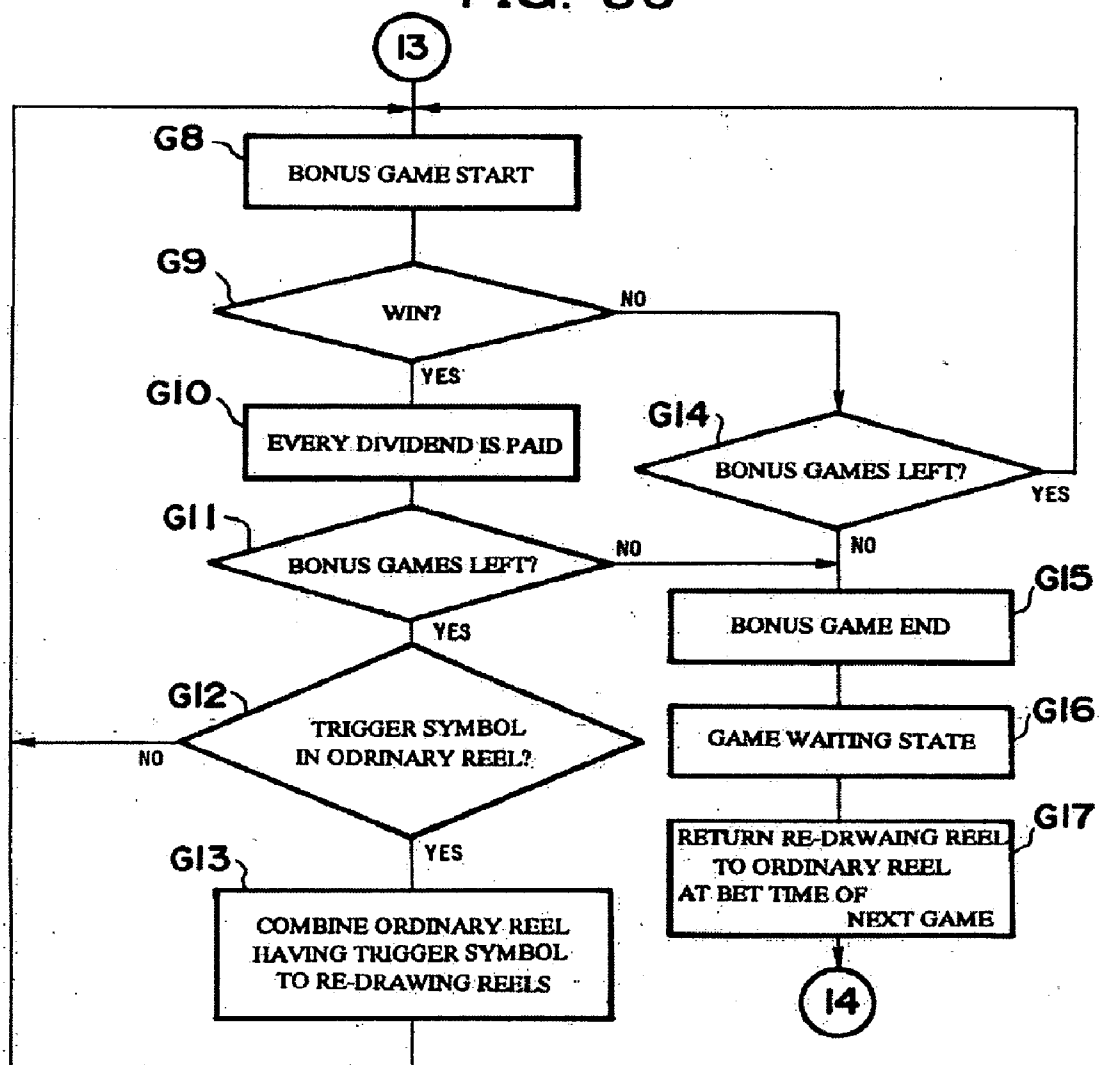 13
G8
BONUS GAME START
G9
WIN?
NO
YES
G10
EVERY DIVIDEND IS PAID
G14
BONUS GAMES LEFT?
YES
NO
G11
BONUS GAMES LEFT?
NO
YES
G15
BONUS GAME END
G12
TRIGGER SYMBOL
IN ODRINARY REEL?
NO
YES
G16
GAME WAITING STATE
G17
RETURN RE-DRWAING REEL
TO ORDINARY REEL
AT BET TIME OF
NEXT GAME
G13
COMBINE ORDINARY REEL
HAVING TRIGGER SYMBOL
TO RE-DRAWING REELS
14